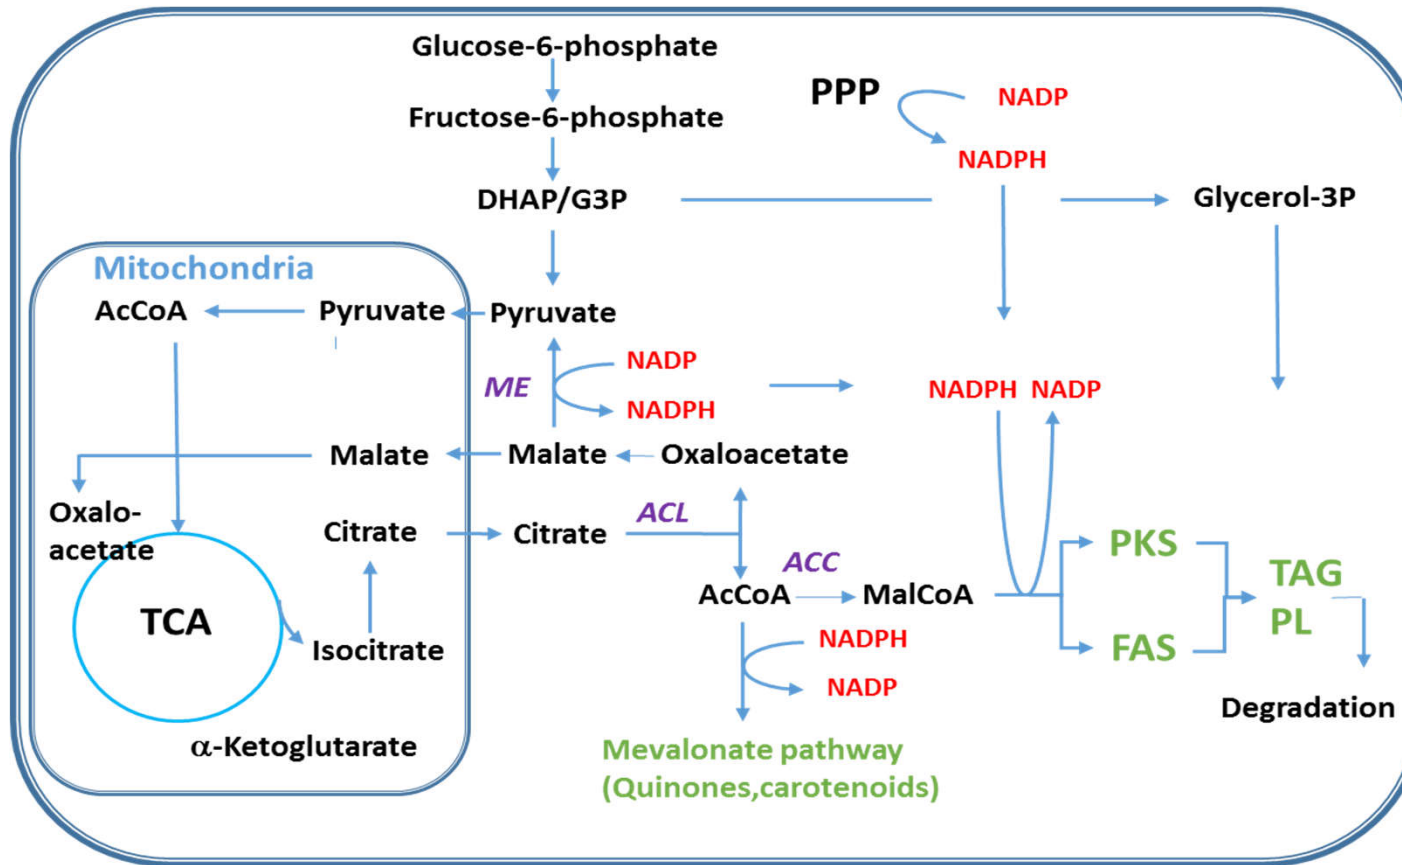 Glucose-6-phosphate
PPP
NADP
Fructose-6-phosphate
NADPH
DHAP/G3P
Glycerol-3P
Mitochondria
AcCoA
Pyruvate
Pyruvate
ME
NADP
NADPH
NADPH NADP
Malate
Malate
Oxaloacetate
Oxalo-
acetate
Citrate
Citrate
ACL
PKS
ACC
AcCoA
MalCoA
TAG
PL
TCA
Isocitrate
NADPH
FAS
NADP
Degradation
α-Ketoglutarate
Mevalonate pathway
(Quinones,carotenoids)